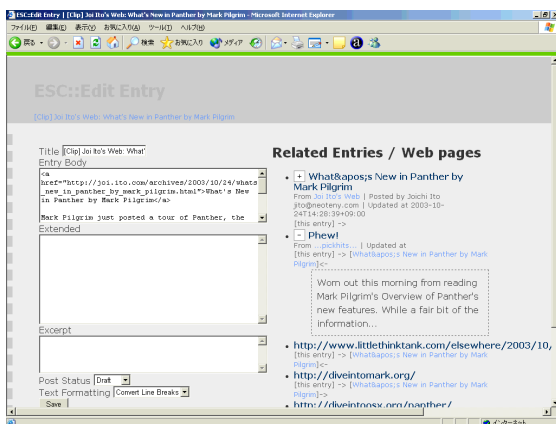 ESC::Edit Entry | [Clip] Joi Ito's Web: What's New in Panther by Mark Pilgrim - Microsoft Internet Explorer
ファイル(F) 編集(E) 表示(V) お気に入り(A) ツール(T) ヘルプ(H)
戻る 検索 お気に入り メディア
ESC::Edit Entry
[Clip] Joi Ito's Web: What's New in Panther by Mark Pilgrim
Title [Clip] Joi Ito's Web: What'
Entry Body
<a
href="http://joi.ito.com/archives/2003/10/24/whats
_new_in_panther_by_mark_pilgrim.html">What's New
in Panther by Mark Pilgrim</a>
Mark Pilgrim just posted a tour of Panther, the
Extended
Excerpt
Post Status Draft
Text Formatting Convert Line Breaks
Save
Related Entries / Web pages
+ What&apos;s New in Panther by
Mark Pilgrim
From Joi Ito's Web | Posted by Joichi Ito
jito@neoteny.com | Updated at 2003-10-
24T14:28:39+09:00
[this entry]
- Phew!
From ...pickhits... | Updated at
[this entry] -> [What&apos;s New in Panther by Mark
Pilgrim]<-
Worn out this morning from reading
Mark Pilgrim's Overview of Panther's
new features. While a fair bit of the
information...
http://www.littlethinktank.com/elsewhere/2003/10/
[this entry] -> [What&apos;s New in Panther by Mark
Pilgrim]<-
http://diveintomark.org/
[this entry] -> [What&apos;s New in Panther by Mark
Pilgrim]<-
http://diveintoosx.org/panther/
インターネット